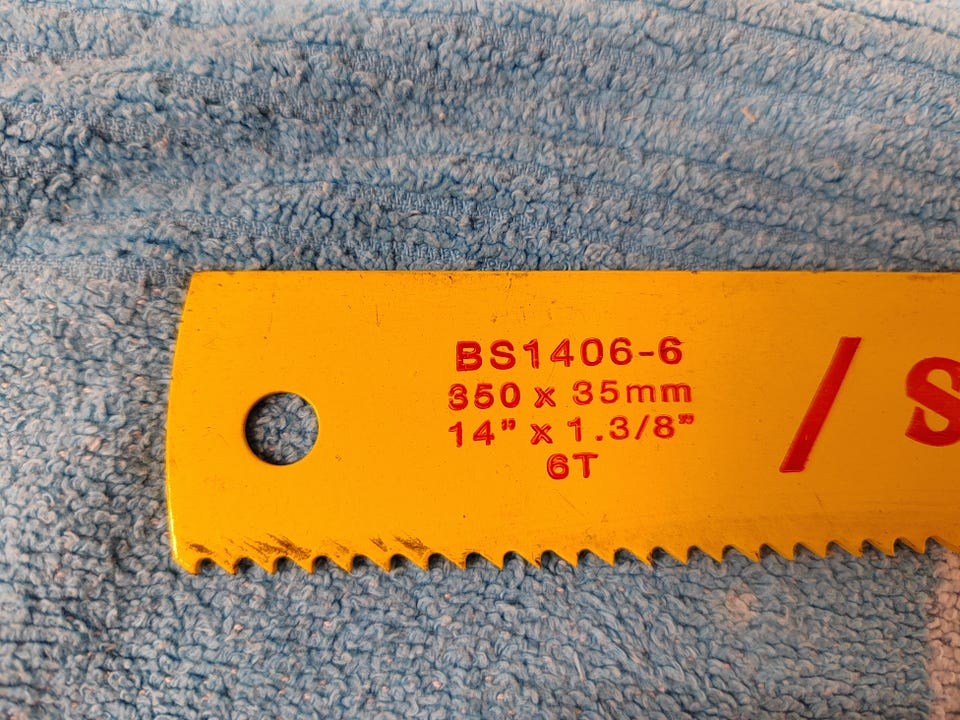 BS1406-6
350 x 35mm
14" x 1.3/8"
6T
/ S